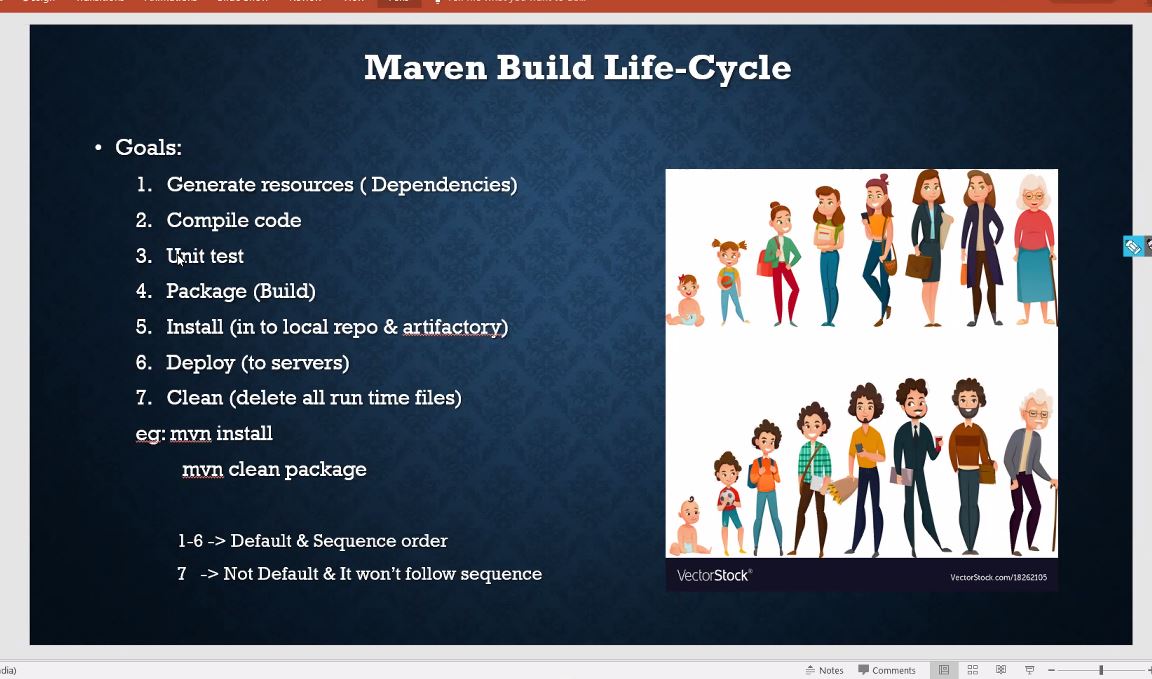 Maven Build Life-Cycle
• Goals:
1. Generate resources ( Dependencies)
2. Compile code
3. Unit test
4. Package (Build)
5. Install (in to local repo & artifactory)
6. Deploy (to servers)
7. Clean (delete all run time files)
eg: mvn install
mvn clean package
1-6 -> Default & Sequence order
7 -> Not Default & It won't follow sequence
VectorStock®
VectorStock.com/18262105
Notes
Comments